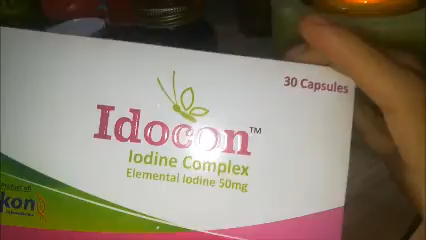 30 Capsules
Idocon™
Iodine Complex
Elemental Iodine 50mg
kon